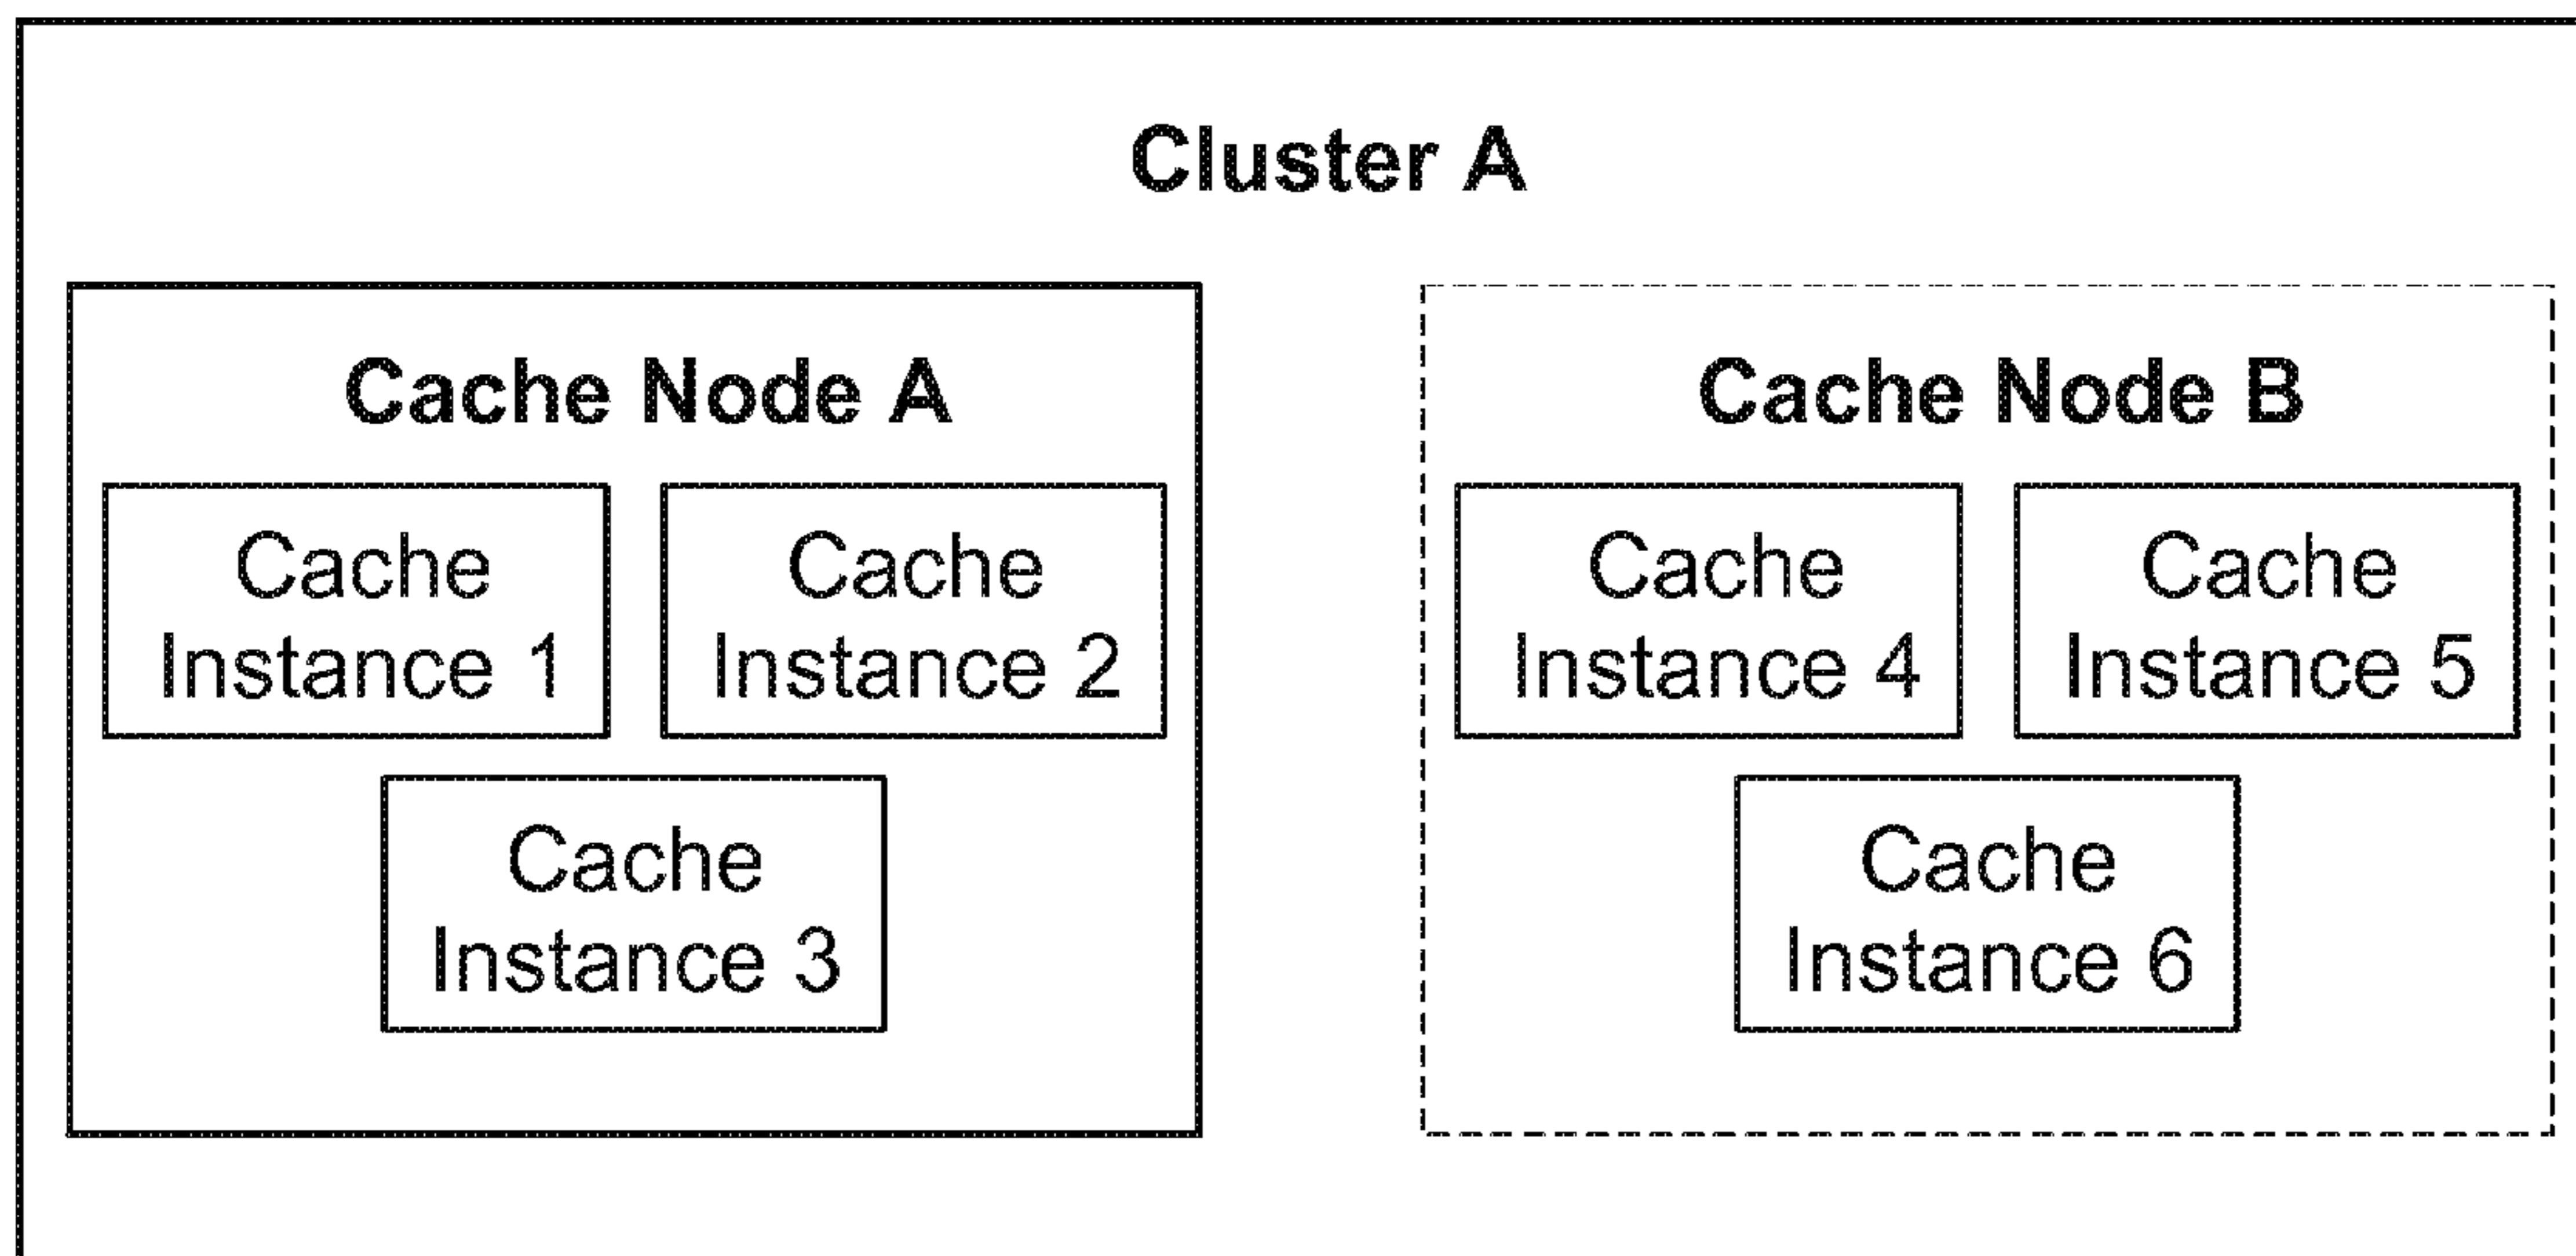 Cluster A
Cache Node A
Cache
Instance 1
Cache
Instance 2
Cache
Instance 3
Cache Node B
Cache
Instance 4
Cache
Instance 5
Cache
Instance 6